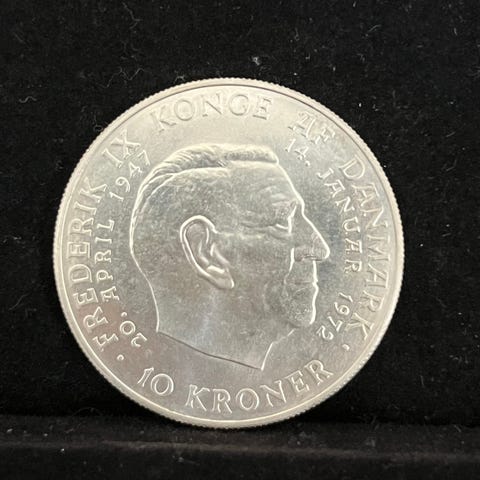 FREDERIK IX KONGE AF DANMARK ·
20. APRIL 1947
14. JANUAR 1972
· 10 KRONER